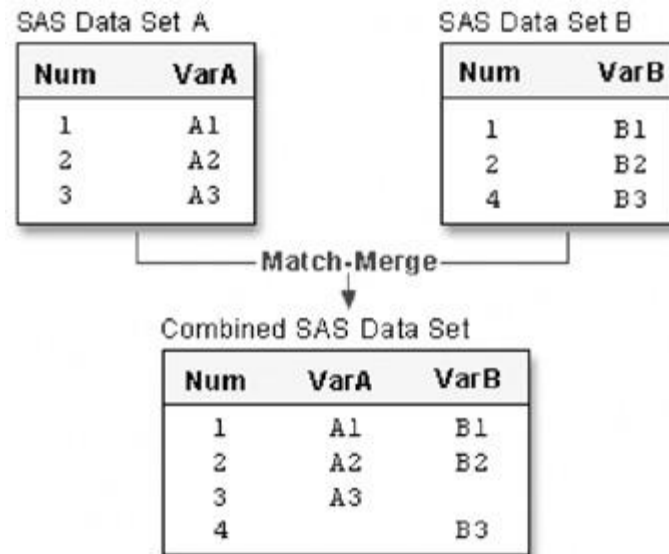 SAS Data Set A
Num VarA
1 A1
2 A2
3 A3
SAS Data Set B
Num VarB
1 B1
2 B2
4 B3
Match-Merge
Combined SAS Data Set
Num VarA VarB
1 A1 B1
2 A2 B2
3 A3
4 B3